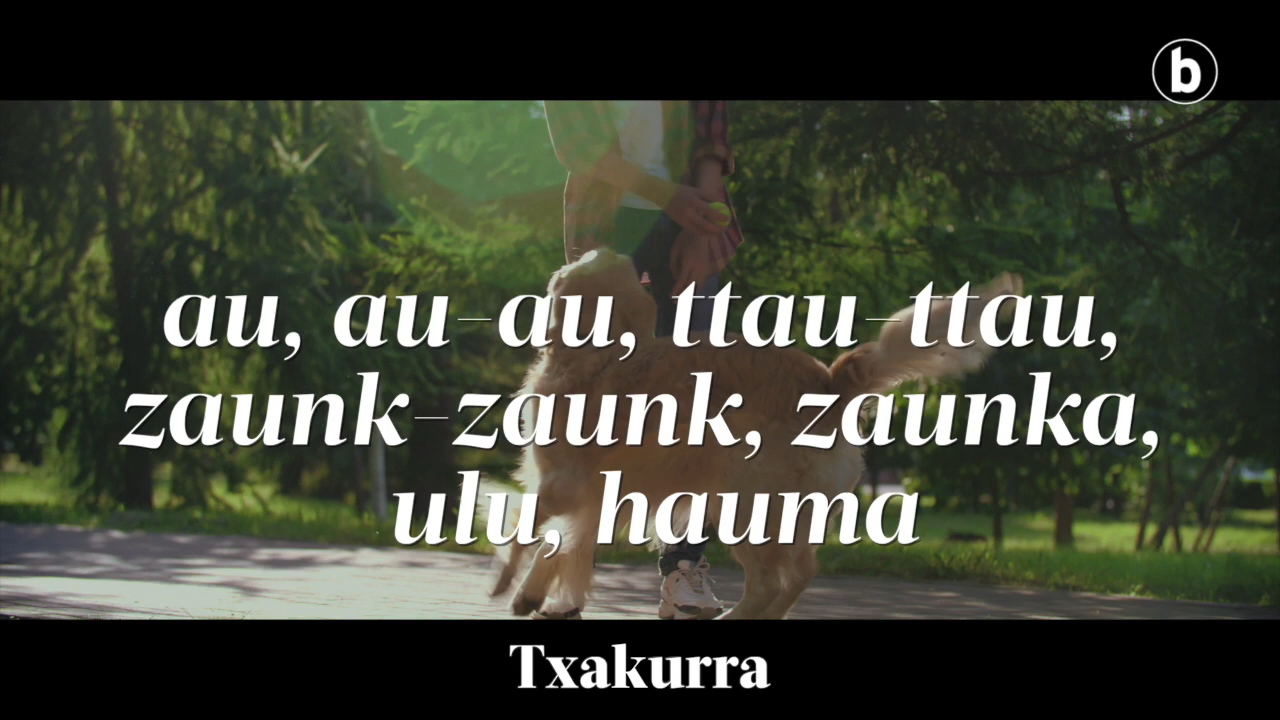 b
au, au-au, ttau-ttau,
zaunk-zaunk, zaunka,
ulu, hauma
Txakurra